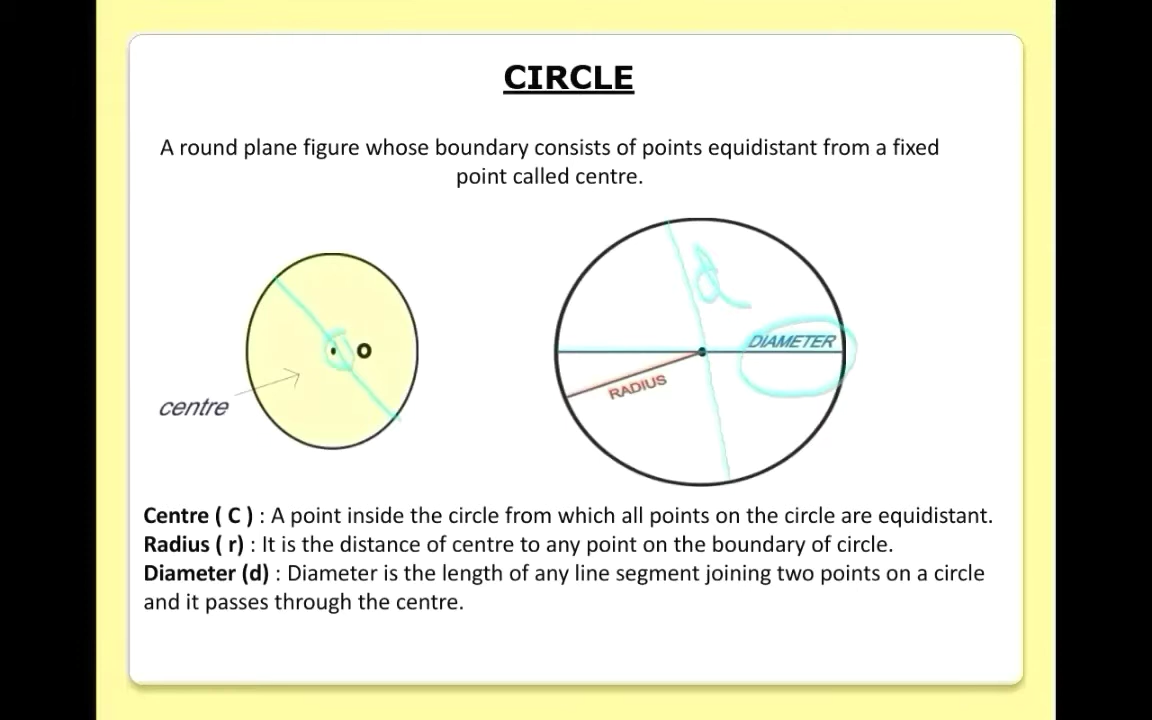 CIRCLE
A round plane figure whose boundary consists of points equidistant from a fixed
point called centre.
d
DIAMETER
O
RADIUS
centre
Centre ( C ) : A point inside the circle from which all points on the circle are equidistant.
Radius ( r) : It is the distance of centre to any point on the boundary of circle.
Diameter (d) : Diameter is the length of any line segment joining two points on a circle
and it passes through the centre.